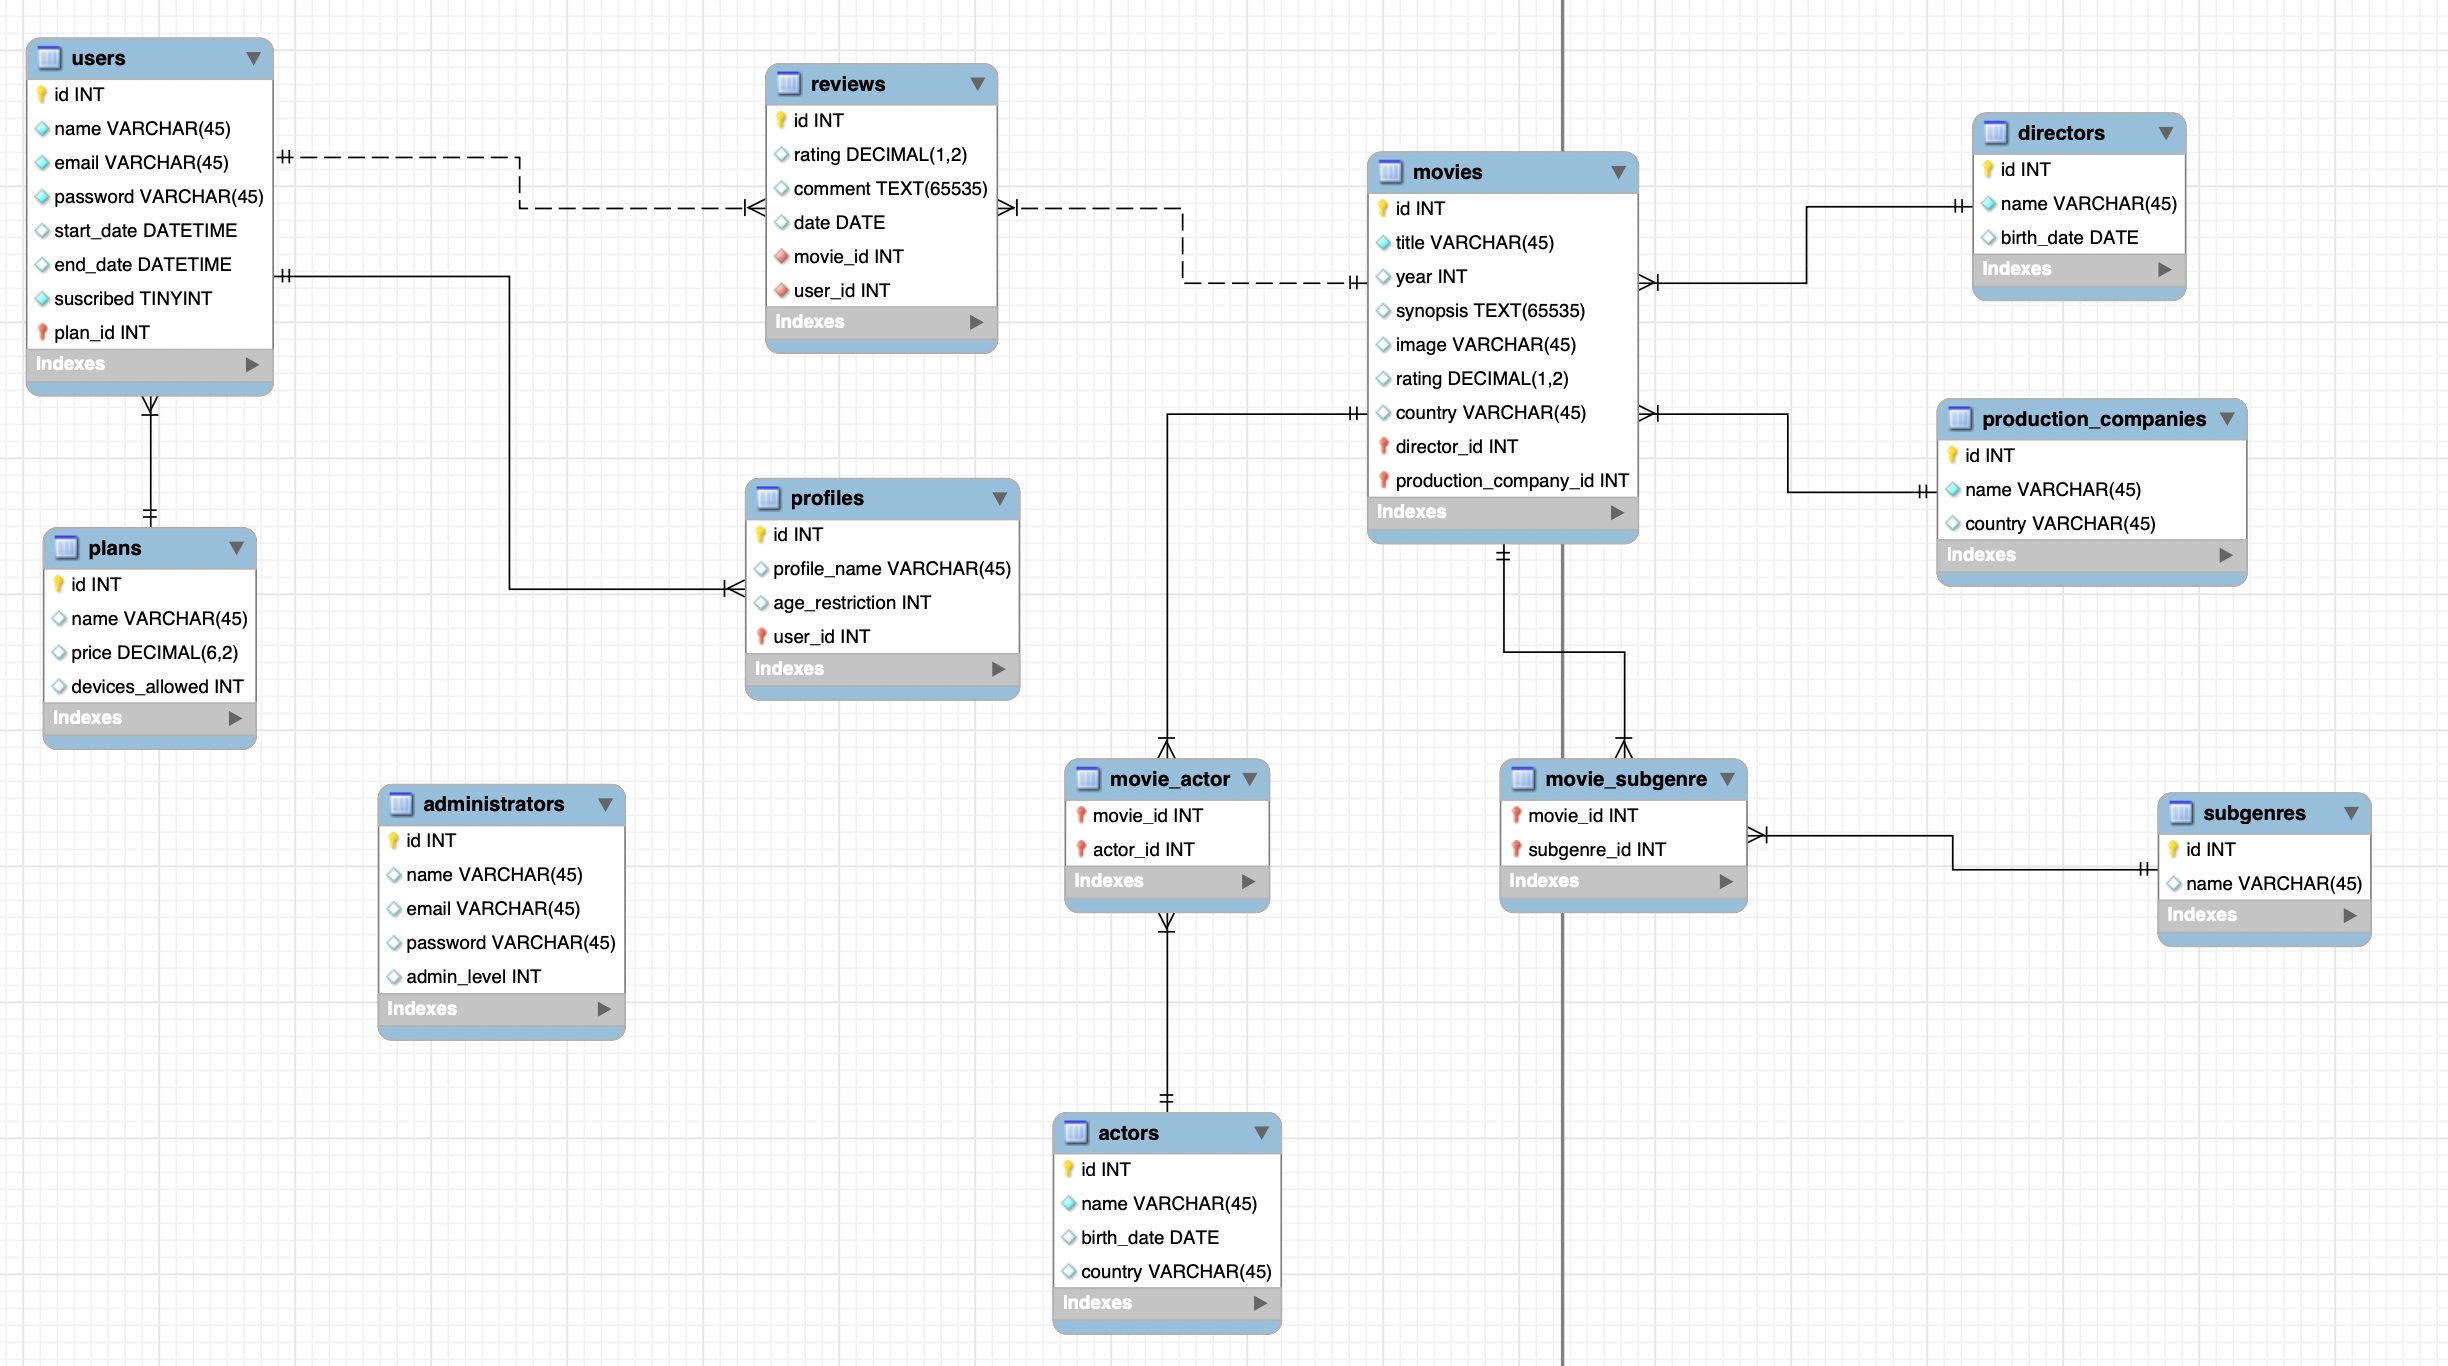 users
id INT
name VARCHAR(45)
email VARCHAR(45)
password VARCHAR(45)
start_date DATETIME
end_date DATETIME
suscribed TINYINT
plan_id INT
Indexes
plans
id INT
name VARCHAR(45)
price DECIMAL(6,2)
devices_allowed INT
Indexes
administrators
id INT
name VARCHAR(45)
email VARCHAR(45)
password VARCHAR(45)
admin_level INT
Indexes
reviews
id INT
rating DECIMAL(1,2)
comment TEXT(65535)
date DATE
movie_id INT
user_id INT
Indexes
profiles
id INT
profile_name VARCHAR(45)
age_restriction INT
user_id INT
Indexes
movies
id INT
title VARCHAR(45)
year INT
synopsis TEXT(65535)
image VARCHAR(45)
rating DECIMAL(1,2)
country VARCHAR(45)
director_id INT
production_company_id INT
Indexes
directors
id INT
name VARCHAR(45)
birth_date DATE
Indexes
production_companies
id INT
name VARCHAR(45)
country VARCHAR(45)
Indexes
movie_actor
movie_id INT
actor_id INT
Indexes
movie_subgenre
movie_id INT
subgenre_id INT
Indexes
subgenres
id INT
name VARCHAR(45)
Indexes
actors
id INT
name VARCHAR(45)
birth_date DATE
country VARCHAR(45)
Indexes